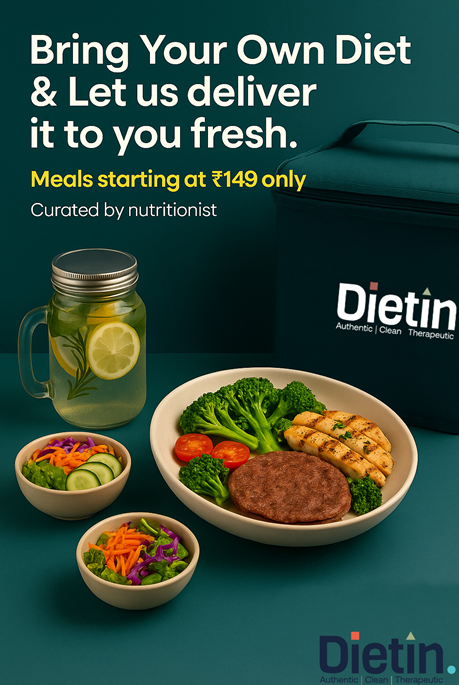 Bring Your Own Diet
& Let us deliver
it to you fresh.
Meals starting at ₹149 only
Curated by nutritionist
Dietin
Authentic | Clean Therapeutic
Dietin.
Authentic | Clean | Therapeutic